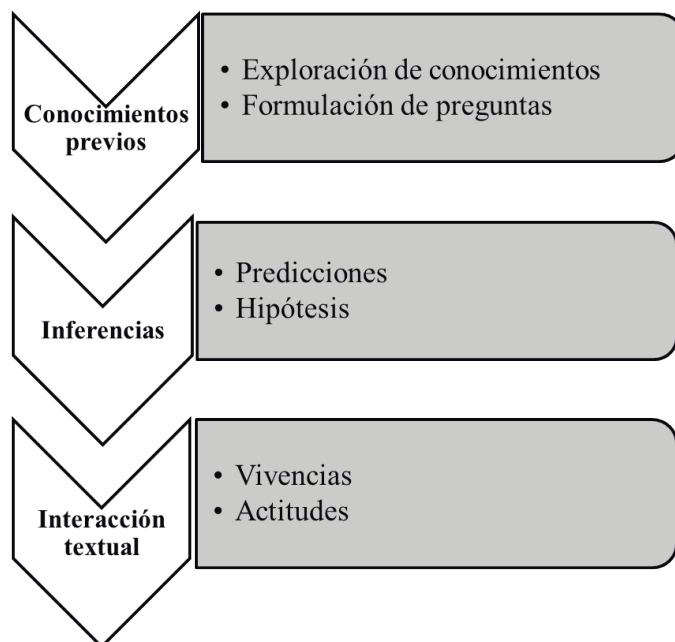 Conocimientos
previos
• Exploración de conocimientos
• Formulación de preguntas
Inferencias
• Predicciones
• Hipótesis
Interacción
textual
• Vivencias
• Actitudes